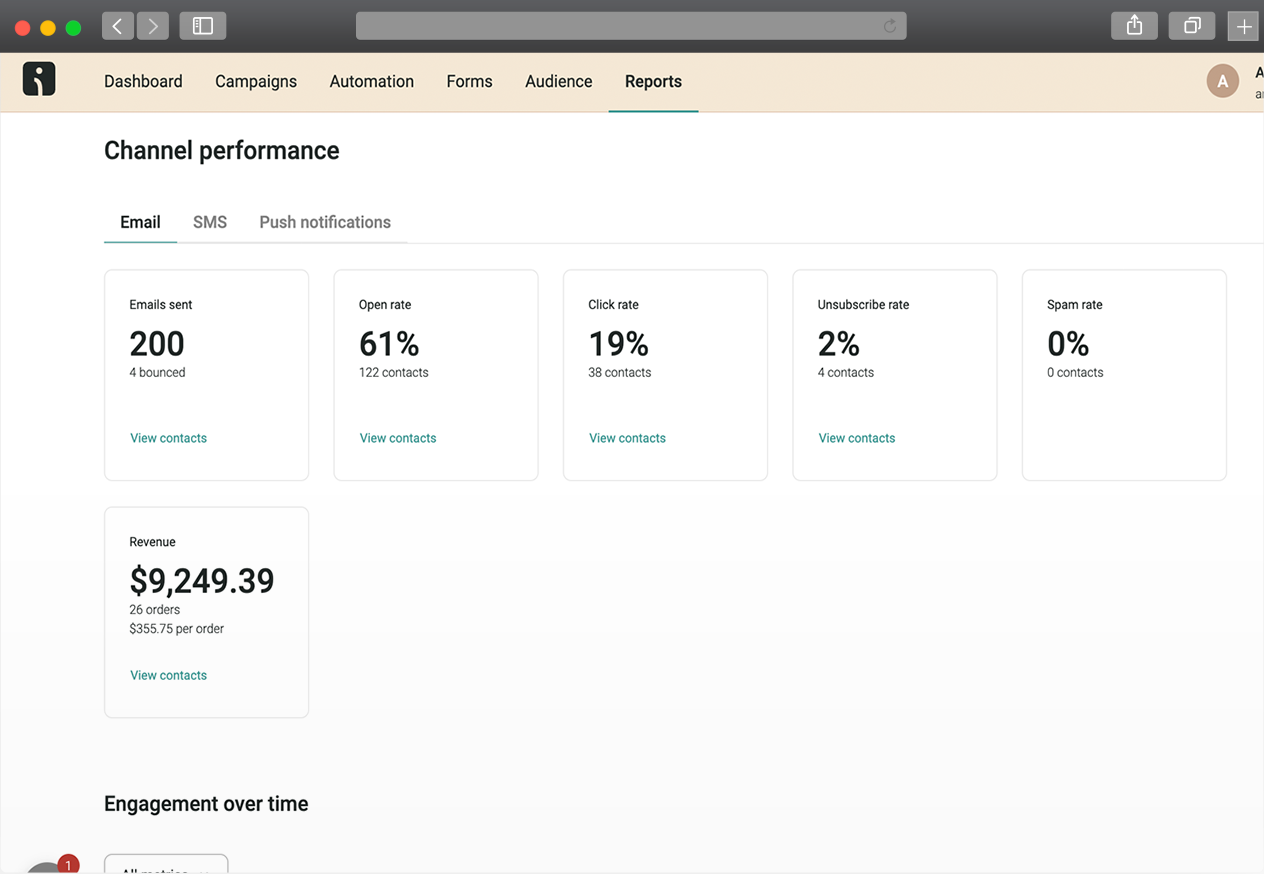 Dashboard Campaigns Automation Forms Audience Reports
A
A
Channel performance
Email SMS Push notifications
Emails sent
200
4 bounced
View contacts
Open rate
61%
122 contacts
View contacts
Click rate
19%
38 contacts
View contacts
Unsubscribe rate
2%
4 contacts
View contacts
Spam rate
0%
0 contacts
Revenue
$9,249.39
26 orders
$355.75 per order
View contacts
Engagement over time
1
All metrics